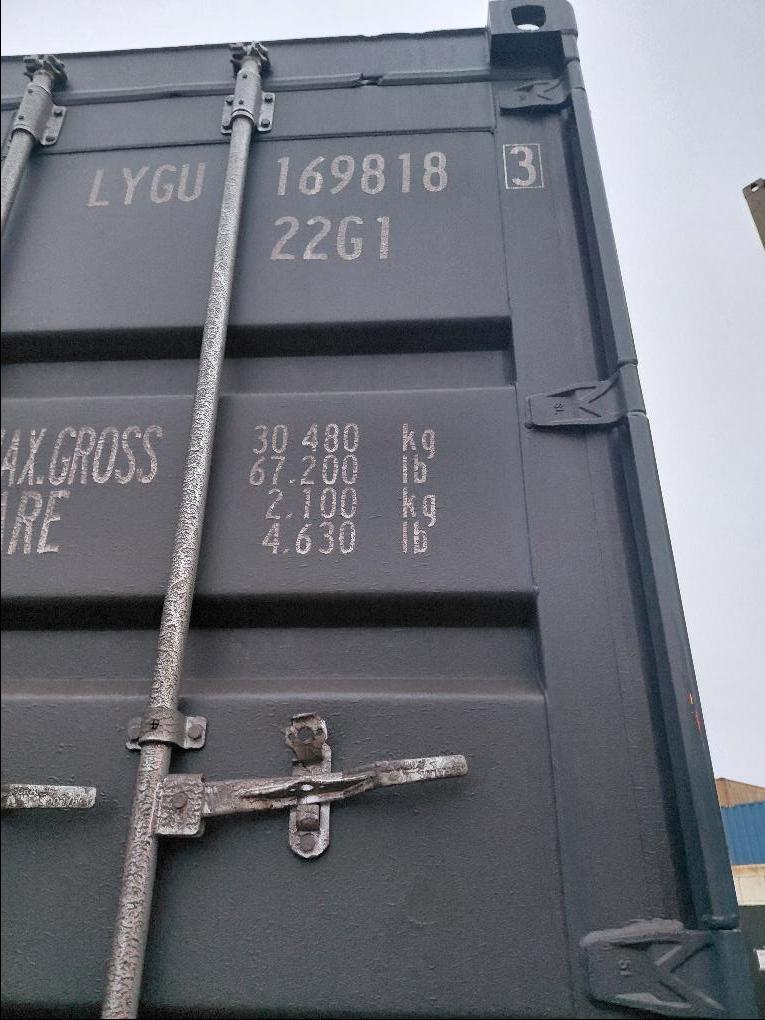 LYGU 169818 3
22G1
AX.GROSS 30 480 kg
67.200 lb
ARE 2.100 kg
4.630 lb